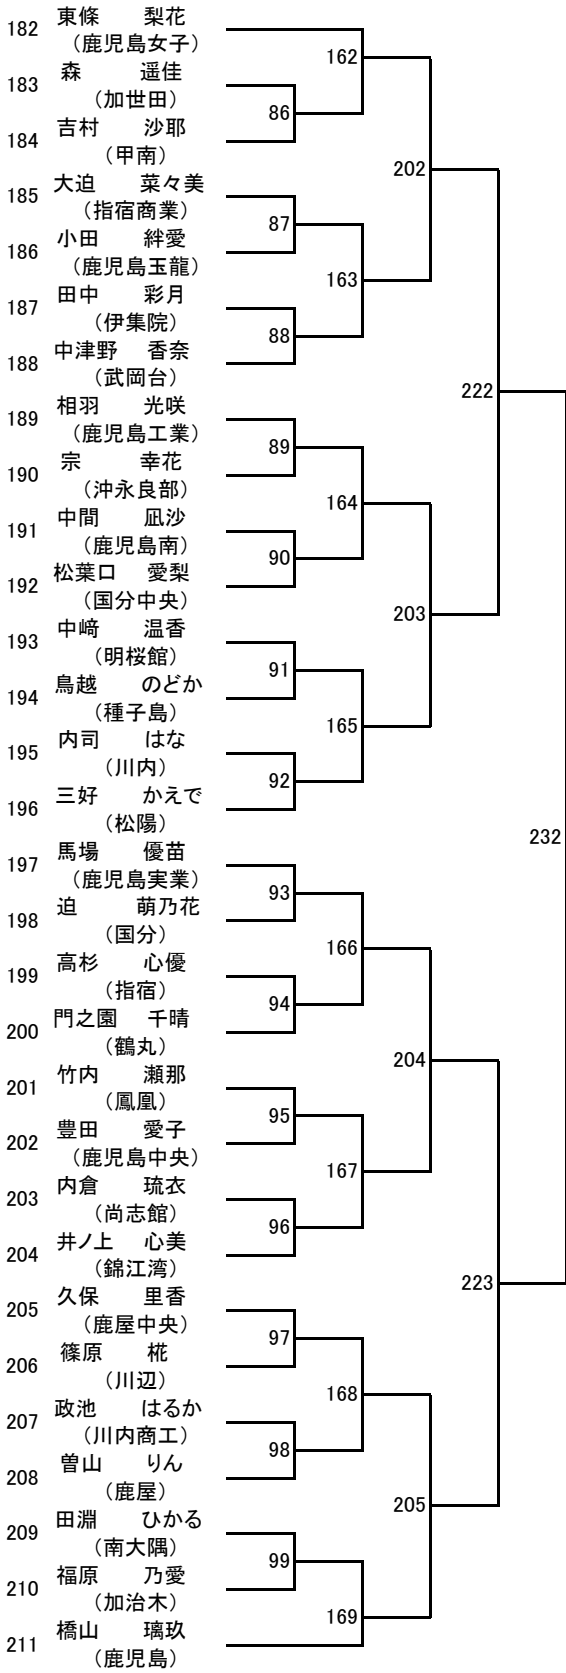 182 東條 梨花
（鹿児島女子）
162
183 森 遥佳
（加世田）
86
184 吉村 沙耶
（甲南）
202
185 大迫 菜々美
（指宿商業）
87
186 小田 絆愛
（鹿児島玉龍）
163
187 田中 彩月
（伊集院）
88
188 中津野 香奈
（武岡台）
222
189 相羽 光咲
（鹿児島工業）
89
190 宗 幸花
（沖永良部）
164
191 中間 凪沙
（鹿児島南）
90
192 松葉口 愛梨
（国分中央）
203
193 中﨑 温香
（明桜館）
91
194 鳥越 のどか
（種子島）
165
195 内司 はな
（川内）
92
196 三好 かえで
（松陽）
232
197 馬場 優苗
（鹿児島実業）
93
198 迫 萌乃花
（国分）
166
199 高杉 心優
（指宿）
94
200 門之園 千晴
（鶴丸）
204
201 竹内 瀬那
（鳳凰）
95
202 豊田 愛子
（鹿児島中央）
167
203 内倉 琉衣
（尚志館）
96
204 井ノ上 心美
（錦江湾）
223
205 久保 里香
（鹿屋中央）
97
206 篠原 椛
（川辺）
168
207 政池 はるか
（川内商工）
98
208 曽山 りん
（鹿屋）
205
209 田淵 ひかる
（南大隅）
99
210 福原 乃愛
（加治木）
169
211 橋山 璃玖
（鹿児島）